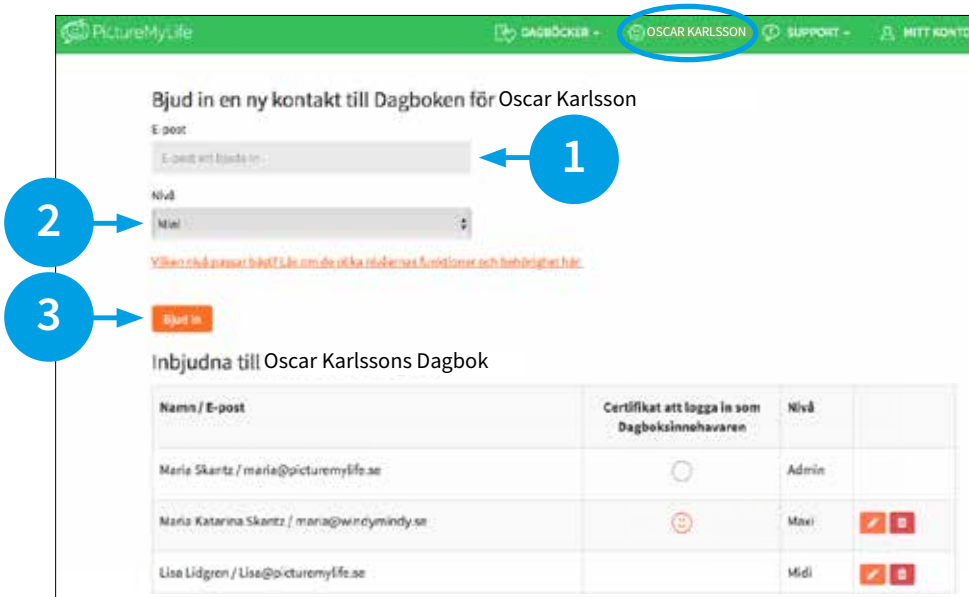 PictureMyLife DAGBÖCKER OSCAR KARLSSON SUPPORT MITT KONTO
Bjud in en ny kontakt till Dagboken för Oscar Karlsson
E-post
E-post att bjuda in
1
Nivå
2
Maxi
Vilken nivå passar bäst? Läs om de olika nivåernas funktioner och behörighet här.
3
Bjud in
Inbjudna till Oscar Karlssons Dagbok
Namn / E-post Certifikat att logga in som Nivå
Dagboksinnehavaren
Maria Skantz / maria@picturemylife.se Admin
Maria Katarina Skantz / maria@windymindy.se Maxi
Lisa Lidgren / Lisa@picturemylife.se Midi